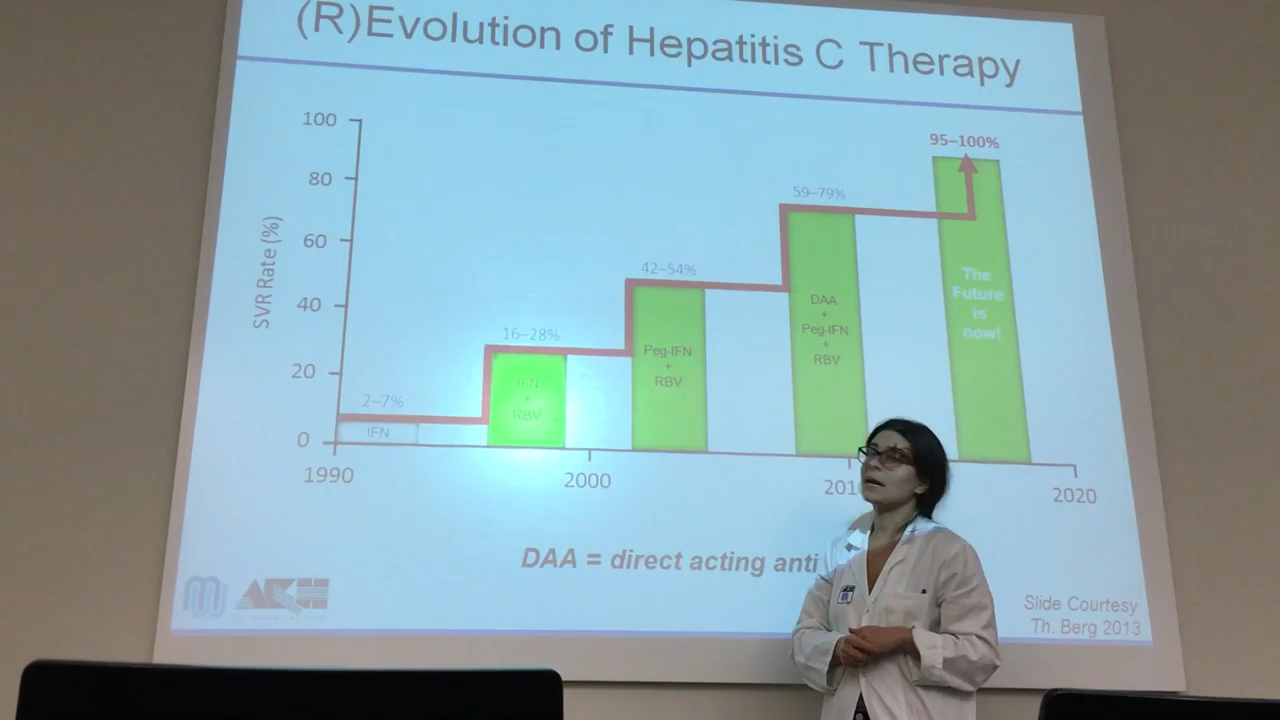 (R)Evolution of Hepatitis C Therapy
100
80
60
40
20
0
SVR Rate (%)
2–7%
IFN
16–28%
IFN
+
RBV
42–54%
Peg-IFN
+
RBV
59–79%
DAA
+
Peg-IFN
+
RBV
95–100%
The
Future
is
now!
1990
2000
2010
2020
DAA = direct acting anti
AKH
Slide Courtesy
Th. Berg 2013